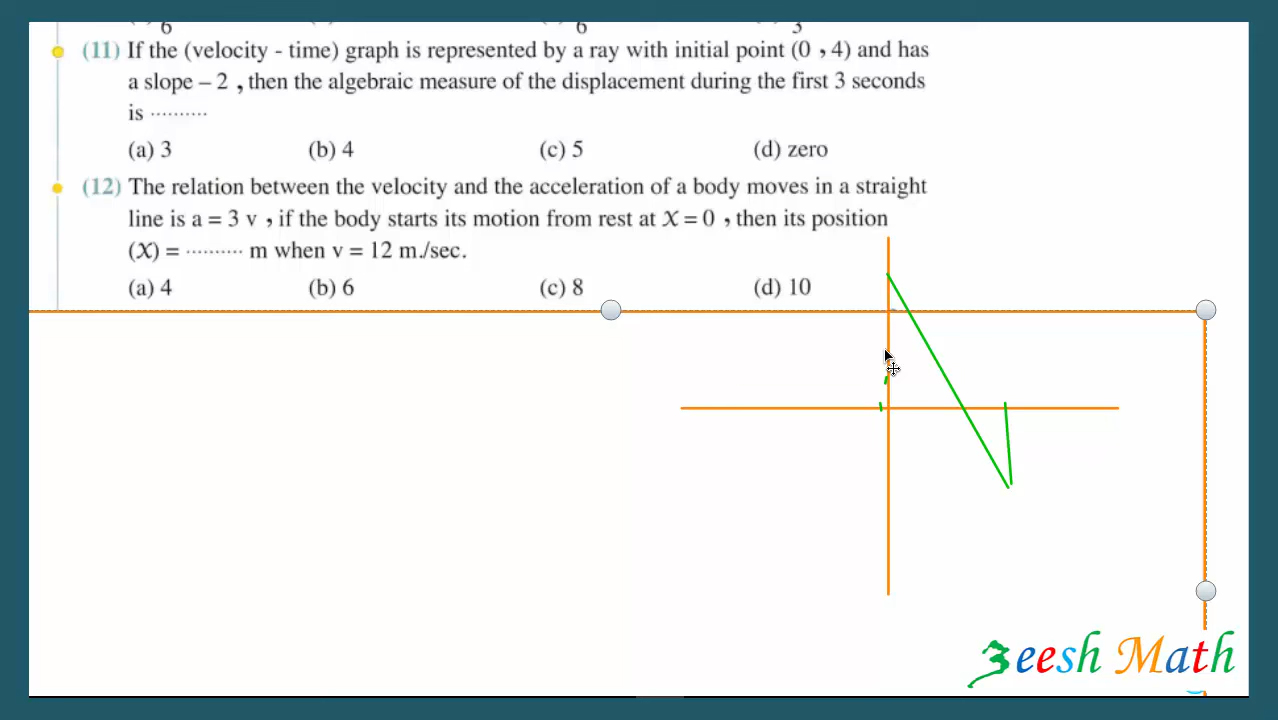 6 6 3
(11) If the (velocity - time) graph is represented by a ray with initial point (0 , 4) and has
a slope – 2 , then the algebraic measure of the displacement during the first 3 seconds
is ··········
(a) 3 (b) 4 (c) 5 (d) zero
(12) The relation between the velocity and the acceleration of a body moves in a straight
line is a = 3 v , if the body starts its motion from rest at X = 0 , then its position
(X) = ·········· m when v = 12 m./sec.
(a) 4 (b) 6 (c) 8 (d) 10
3eesh Math